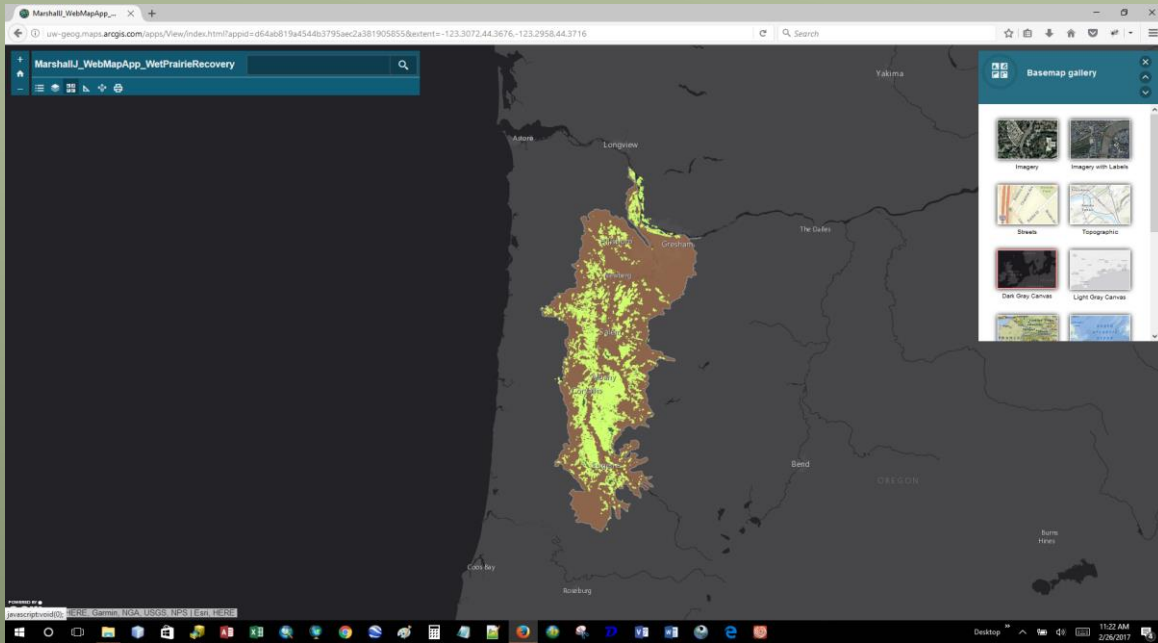 MarshallJ_WebMapApp_...
uw-geog.maps.arcgis.com/apps/View/index.html?appid=d64ab819a4544b3795aec2a381905855&extent=-123.3072,44.3676,-123.2958,44.3716
Search
MarshallJ_WebMapApp_WetPrairieRecovery
Basemap gallery
Imagery
Imagery with Labels
Streets
Topographic
Dark Gray Canvas
Light Gray Canvas
Yakima
Astoria
Longview
The Dalles
Gresham
Bend
OREGON
Burns
Hines
Coos Bay
Roseburg
POWERED BY
javascript:void(0);
HERE, Garmin, NGA, USGS, NPS | Esri, HERE
Desktop
11:22 AM
2/26/2017